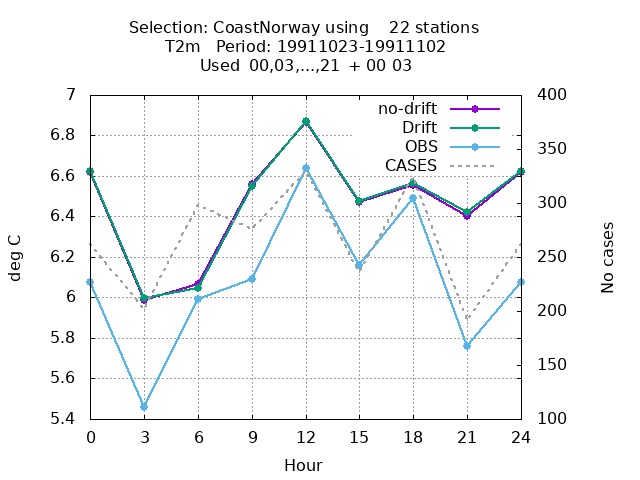 Selection: CoastNorway using    22 stations
T2m   Period: 19911023-19911102
Used  00,03,...,21  + 00 03
7
6.8
6.6
6.4
6.2
6
5.8
5.6
5.4
400
350
300
250
200
150
100
no-drift
Drift
OBS
CASES
deg C
No cases
0 3 6 9 12 15 18 21 24
Hour